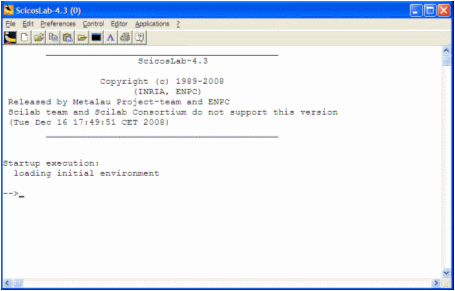 ScicosLab-4.3 (0)
File Edit Preferences Control Editor Applications ?
ScicosLab-4.3
Copyright (c) 1989-2008
(INRIA, ENPC)
Released by Metalau Project-team and ENPC
Scilab team and Scilab Consortium do not support this version
(Tue Dec 16 17:49:51 CET 2008)
Startup execution:
loading initial environment
-->_